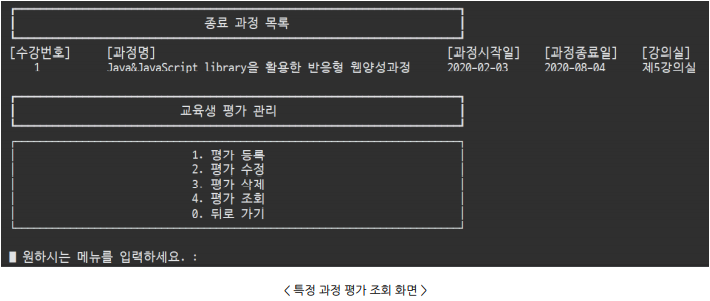 종료 과정 목록
[수강번호] [과정명] [과정시작일] [과정종료일] [강의실]
1 Java&JavaScript library을 활용한 반응형 웹양성과정 2020-02-03 2020-08-04 제5강의실
교육생 평가 관리
1. 평가 등록
2. 평가 수정
3. 평가 삭제
4. 평가 조회
0. 뒤로 가기
■ 원하시는 메뉴를 입력하세요. :
< 특정 과정 평가 조회 화면 >